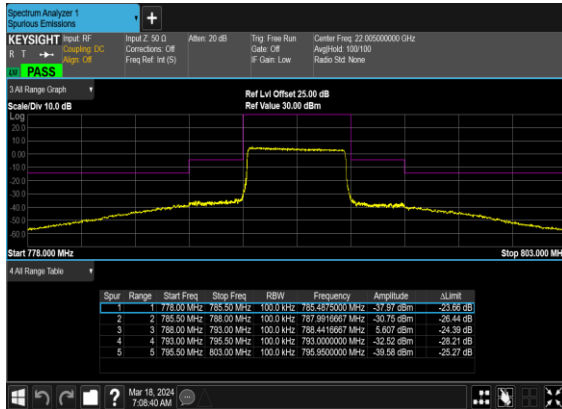 Spectrum Analyzer 1
Spurious Emissions
+
KEYSIGHT Input: RF Input Z: 50 Ω Atten: 20 dB Trig: Free Run Center Freq: 22.005000000 GHz
R T Coupling: DC Corrections: Off Gate: Off Avg|Hold: 100/100
Align: Off Freq Ref: Int (S) IF Gain: Low Radio Std: None
PASS
3 All Range Graph
Ref Lvl Offset 25.00 dB
Scale/Div 10.0 dB Ref Value 30.00 dBm
Log
20.0
10.0
0.00
-10.0
-20.0
-30.0
-40.0
-50.0
-60.0
Start 778.000 MHz Stop 803.000 MH
4 All Range Table
Spur Range Start Freq Stop Freq RBW Frequency Amplitude ΔLimit
1 1 778.00 MHz 785.50 MHz 100.0 kHz 785.4875000 MHz -37.97 dBm -23.66 dB
2 2 785.50 MHz 788.00 MHz 100.0 kHz 787.9916667 MHz -30.75 dBm -26.44 dB
3 3 788.00 MHz 793.00 MHz 100.0 kHz 788.4416667 MHz 5.607 dBm -24.39 dB
4 4 793.00 MHz 795.50 MHz 100.0 kHz 793.0000000 MHz -32.52 dBm -28.21 dB
5 5 795.50 MHz 803.00 MHz 100.0 kHz 795.9500000 MHz -39.58 dBm -25.27 dB
? Mar 18, 2024
7:08:40 AM